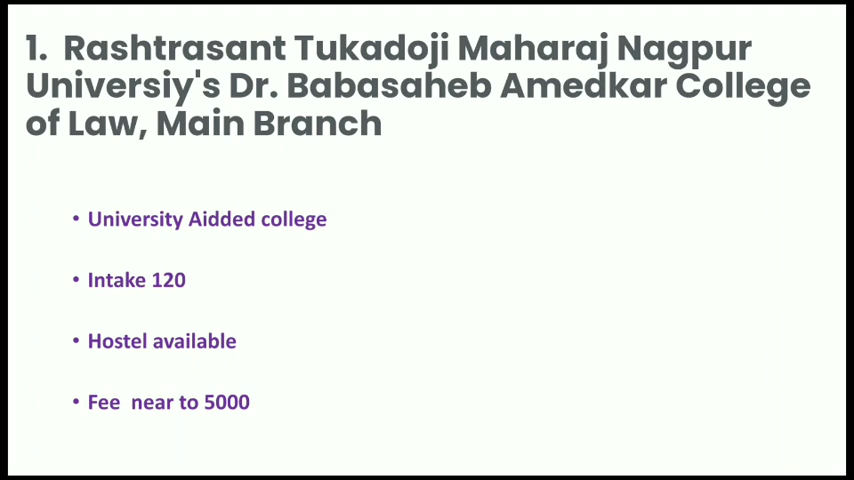 1. Rashtrasant Tukadoji Maharaj Nagpur
Universiy's Dr. Babasaheb Amedkar College
of Law, Main Branch
• University Aidded college
• Intake 120
• Hostel available
• Fee near to 5000